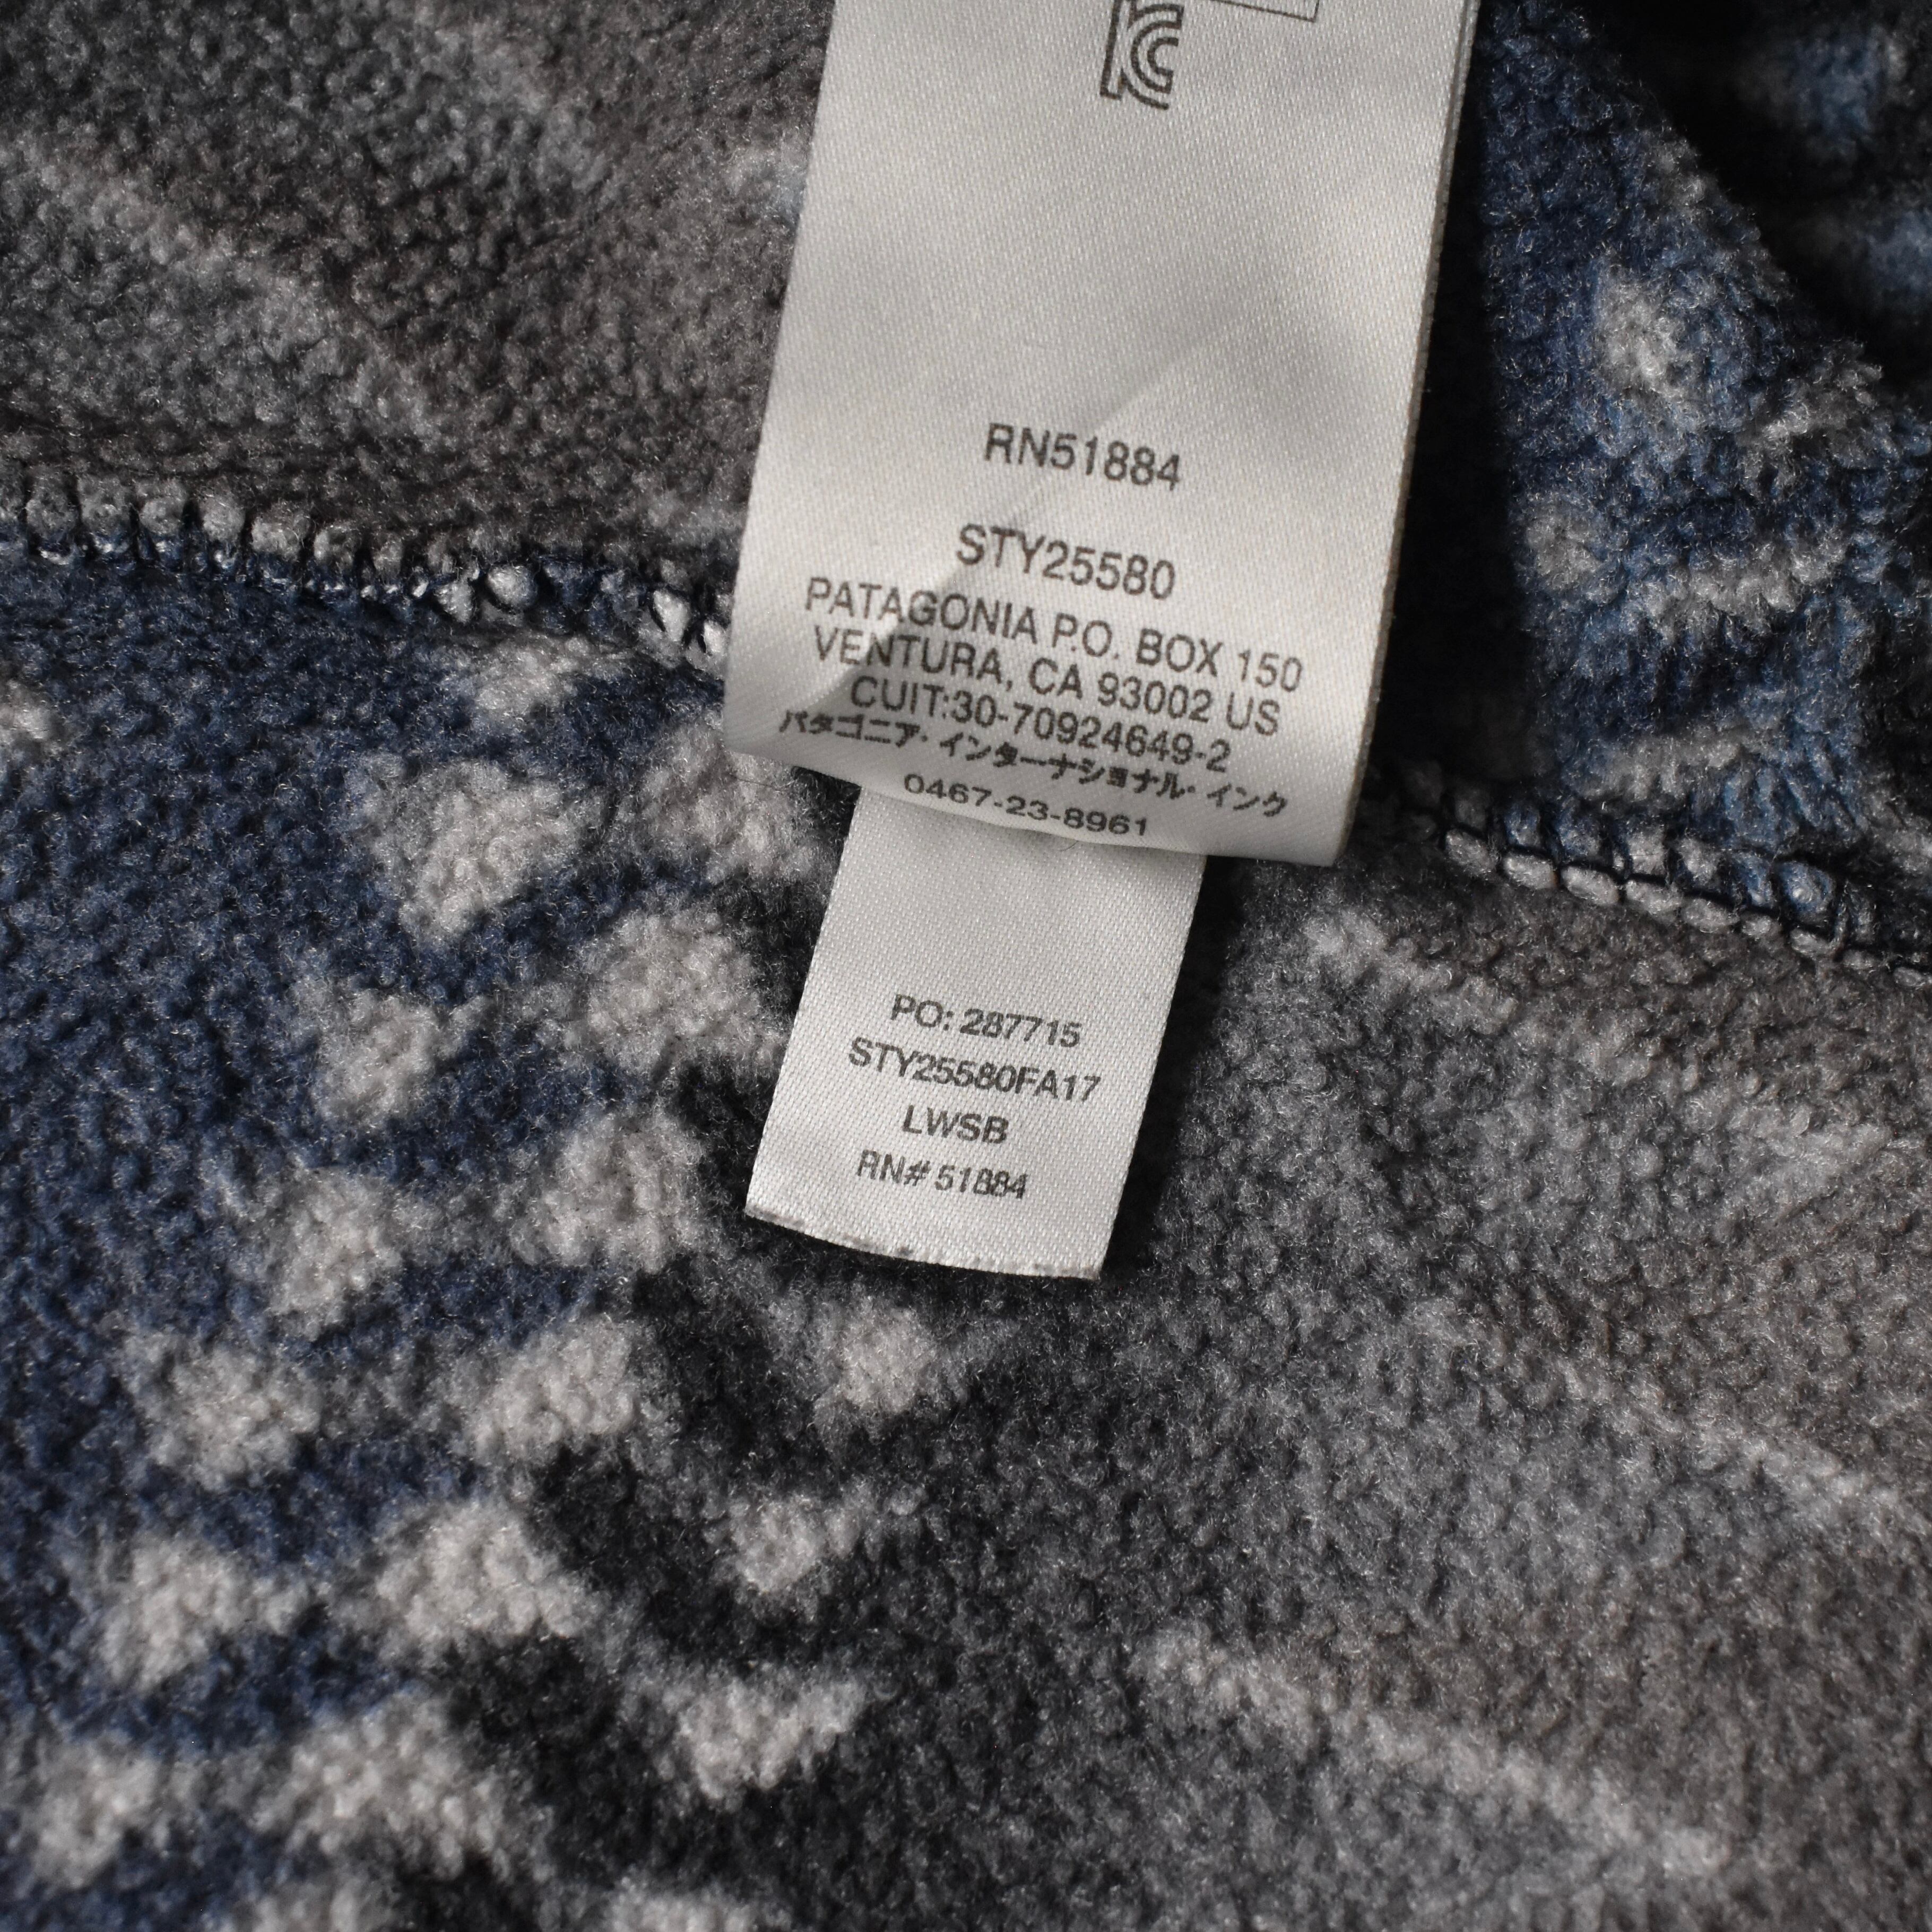 RN51884
STY25580
PATAGONIA P.O. BOX 150
VENTURA, CA 93002 US
CUIT:30-70924649-2
パタゴニア・インターナショナル・インク
0467-23-8961
PO: 287715
STY25580FA17
LWSB
RN# 51884